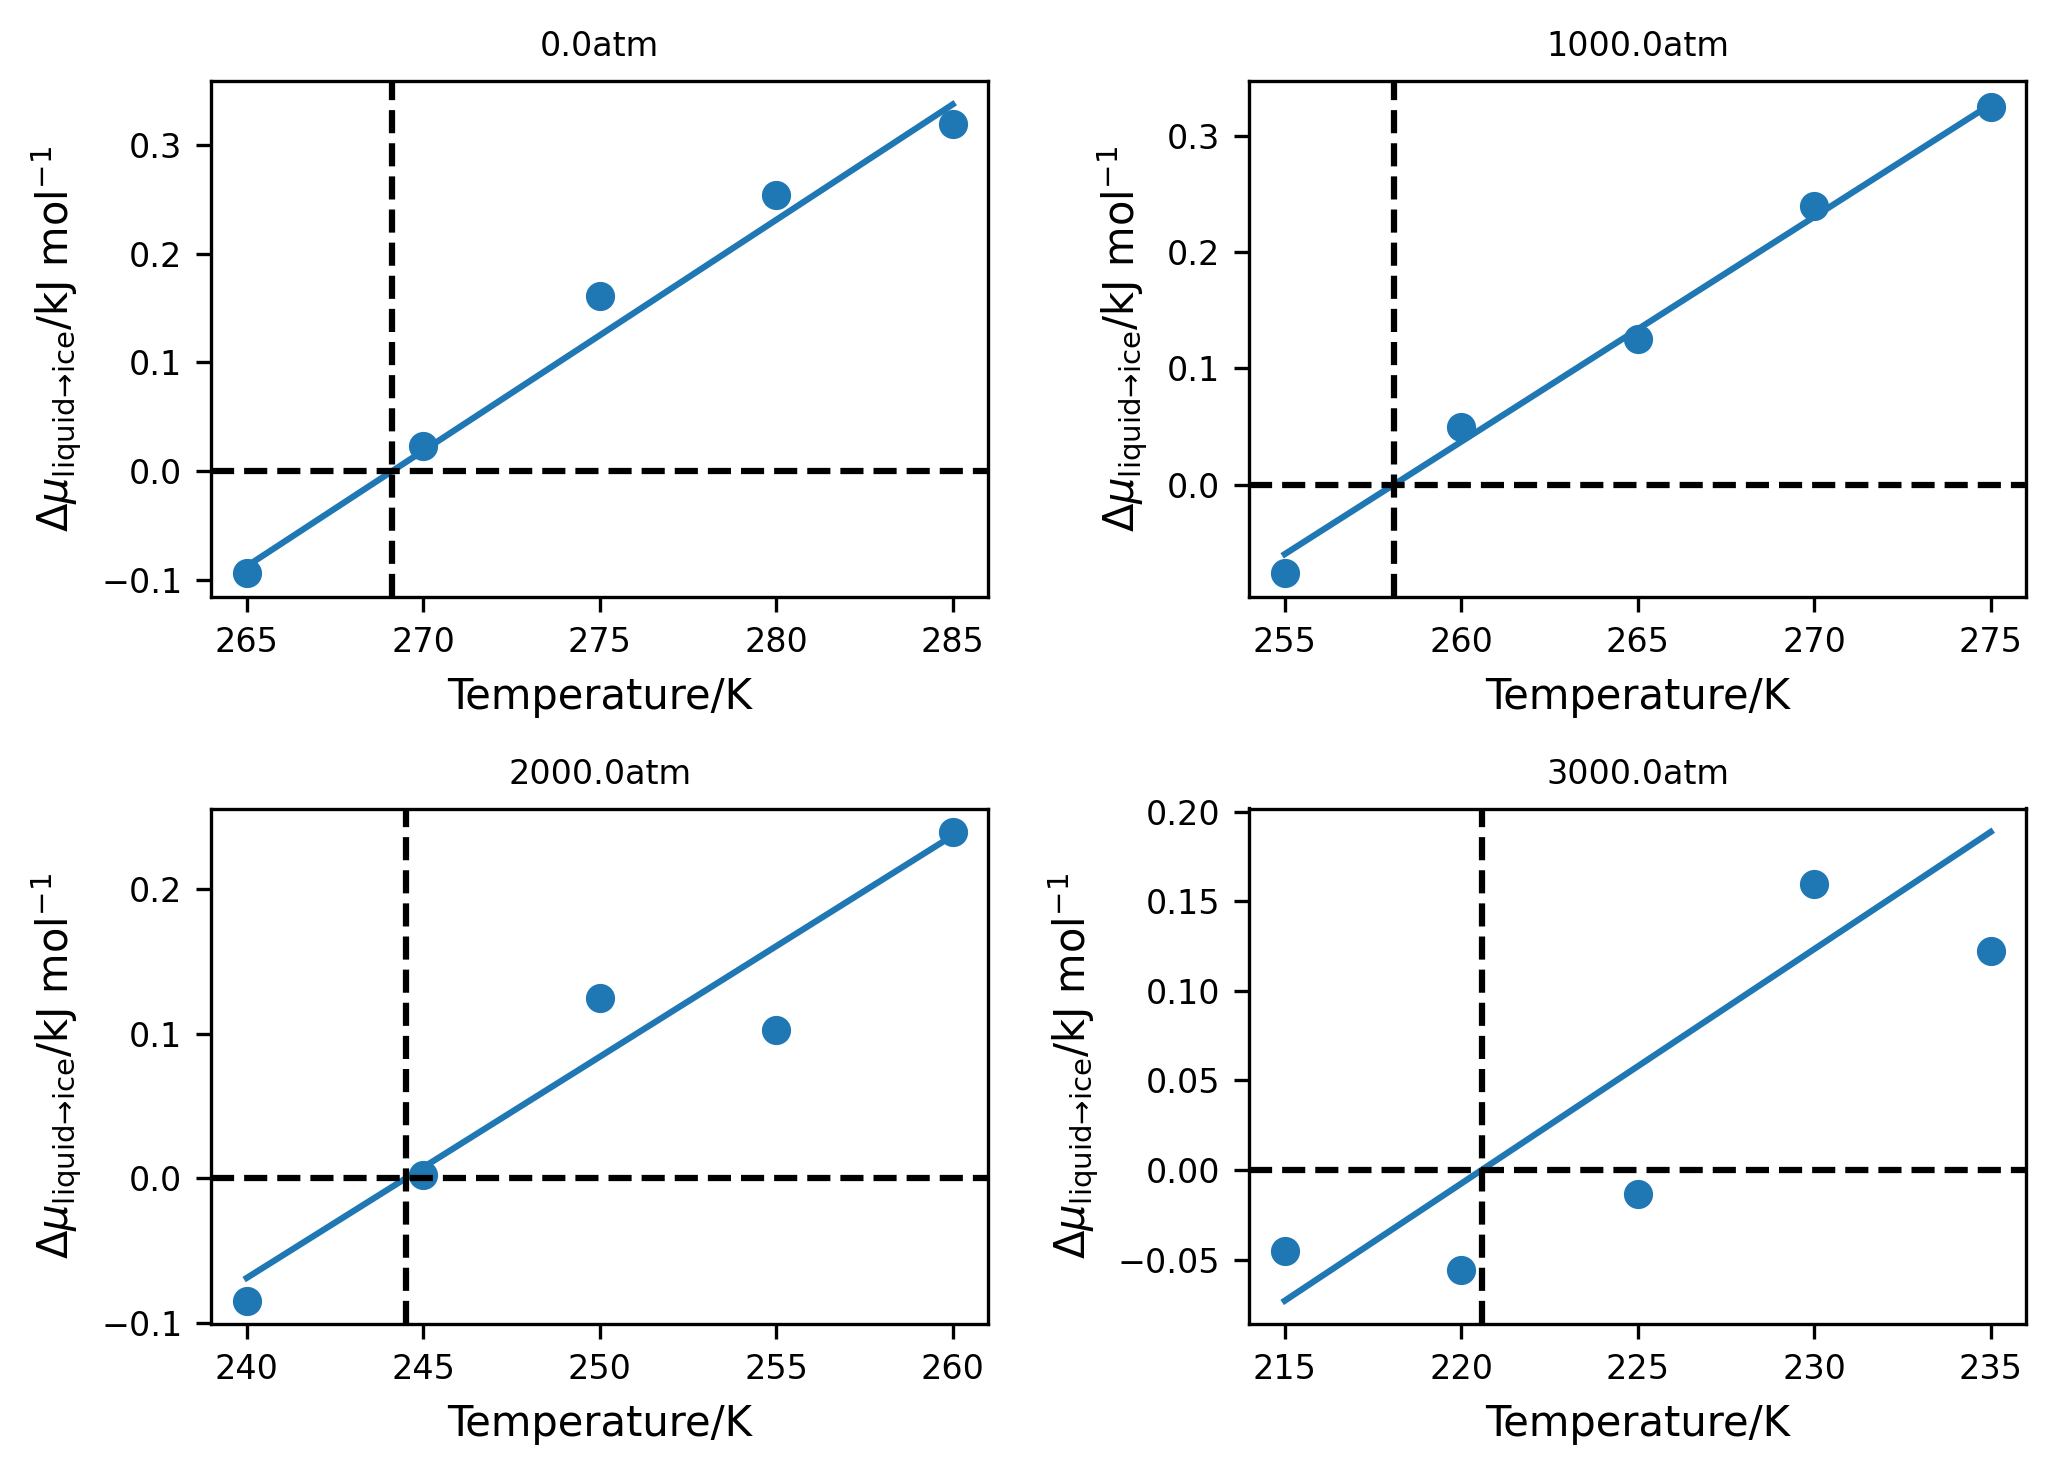 0.0atm
Δμliquid→ice/kJ mol⁻¹
0.3
0.2
0.1
0.0
−0.1
265 270 275 280 285
Temperature/K
1000.0atm
Δμliquid→ice/kJ mol⁻¹
0.3
0.2
0.1
0.0
255 260 265 270 275
Temperature/K
2000.0atm
Δμliquid→ice/kJ mol⁻¹
0.2
0.1
0.0
−0.1
240 245 250 255 260
Temperature/K
3000.0atm
Δμliquid→ice/kJ mol⁻¹
0.20
0.15
0.10
0.05
0.00
−0.05
215 220 225 230 235
Temperature/K